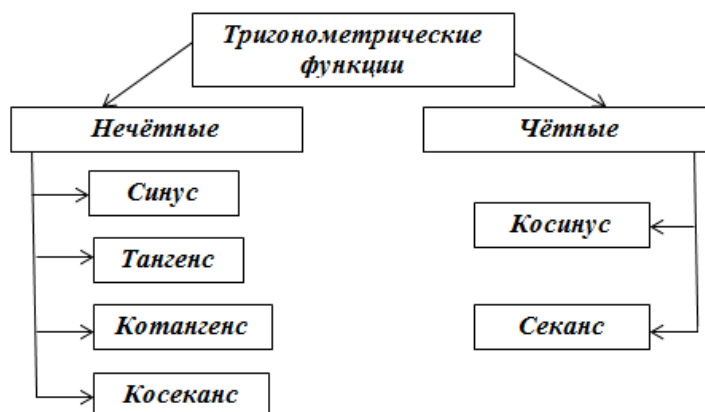 Тригонометрические
функции
Нечётные
Чётные
Синус
Тангенс
Котангенс
Косеканс
Косинус
Секанс